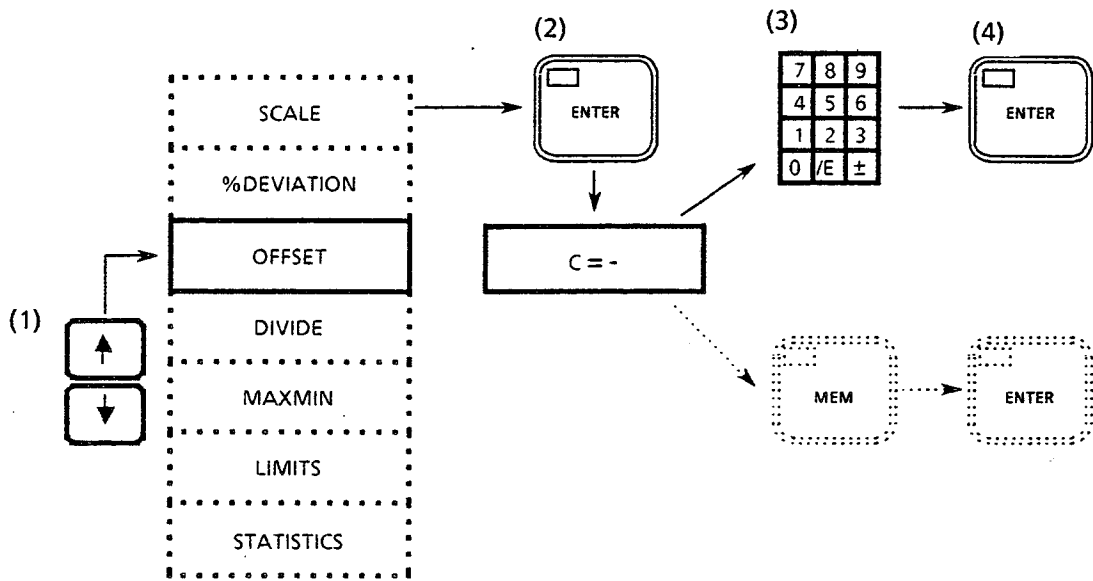 (1)
SCALE
%DEVIATION
OFFSET
DIVIDE
MAXMIN
LIMITS
STATISTICS
(2)
ENTER
C = -
(3)
7 8 9
4 5 6
1 2 3
0 /E ±
(4)
ENTER
MEM
ENTER